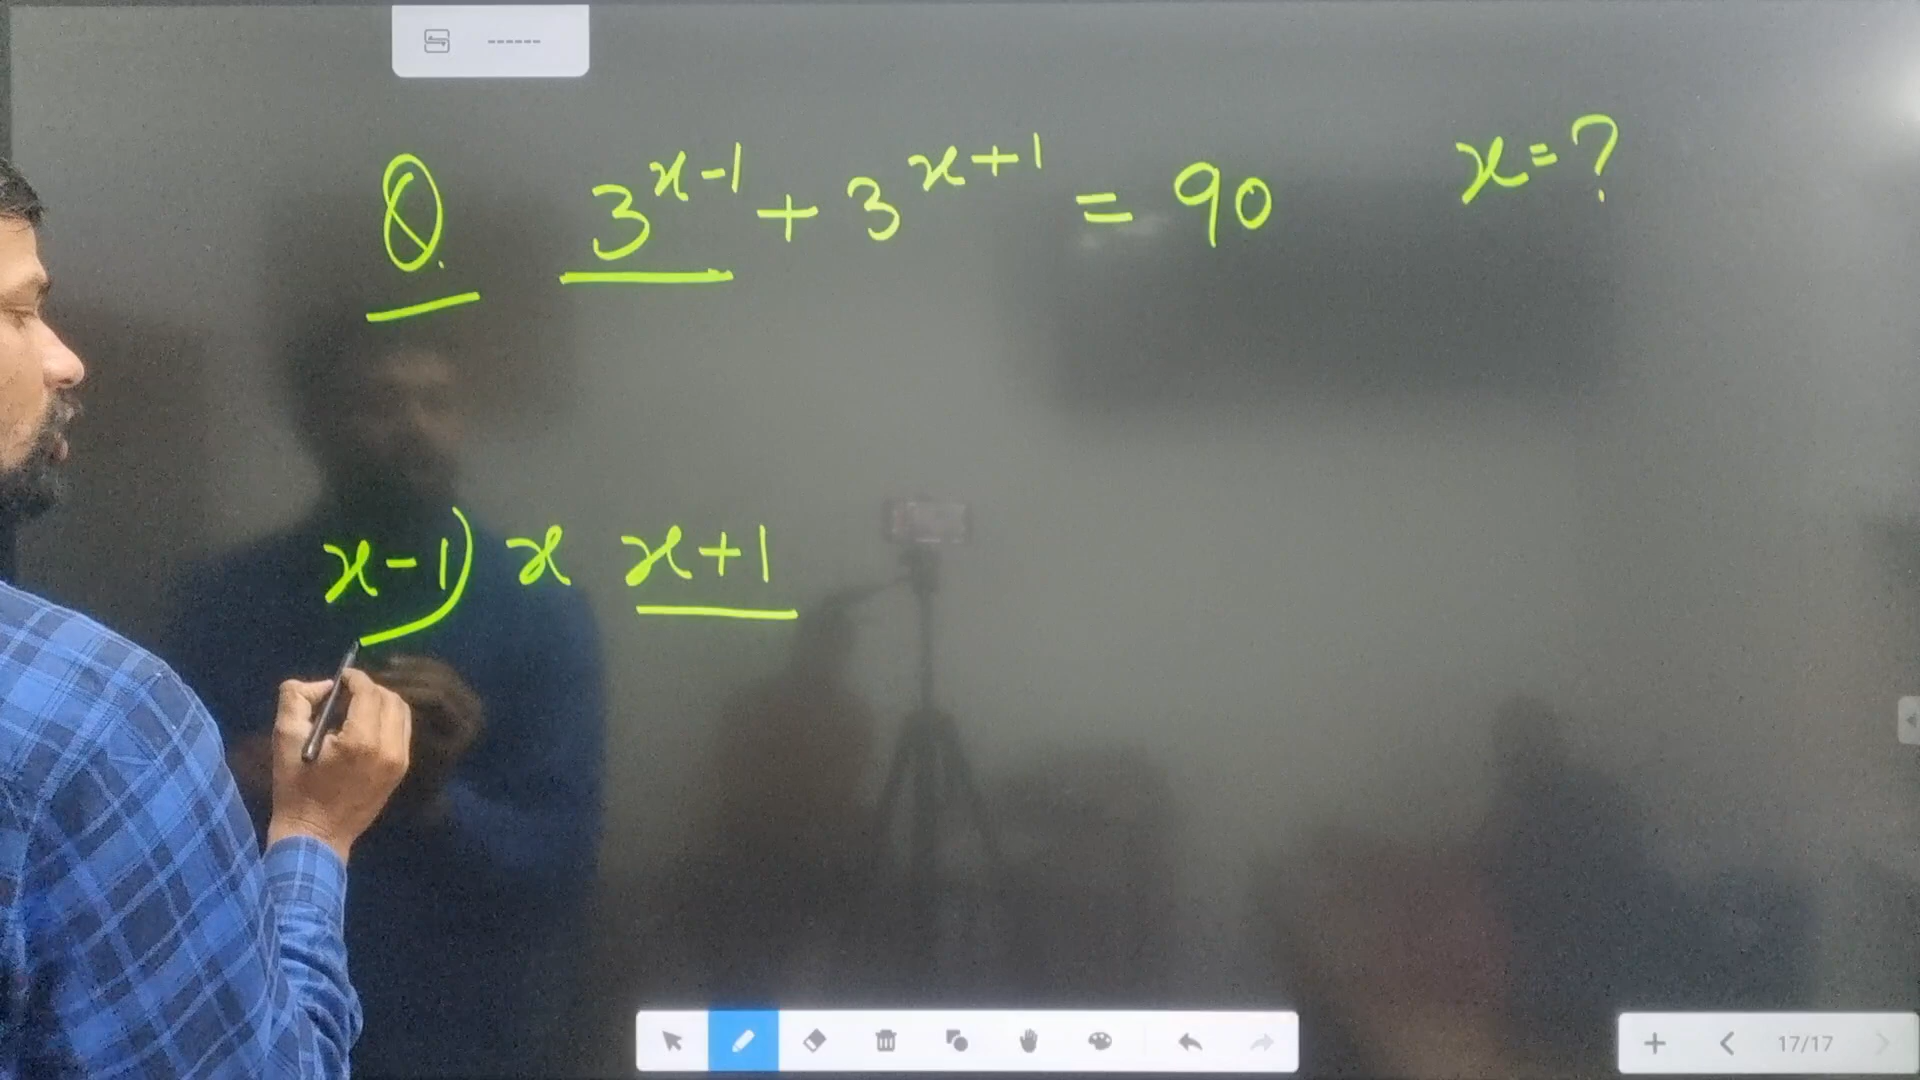 Q. 3^{x-1} + 3^{x+1} = 90 x=?
x-1) x x+1
17/17